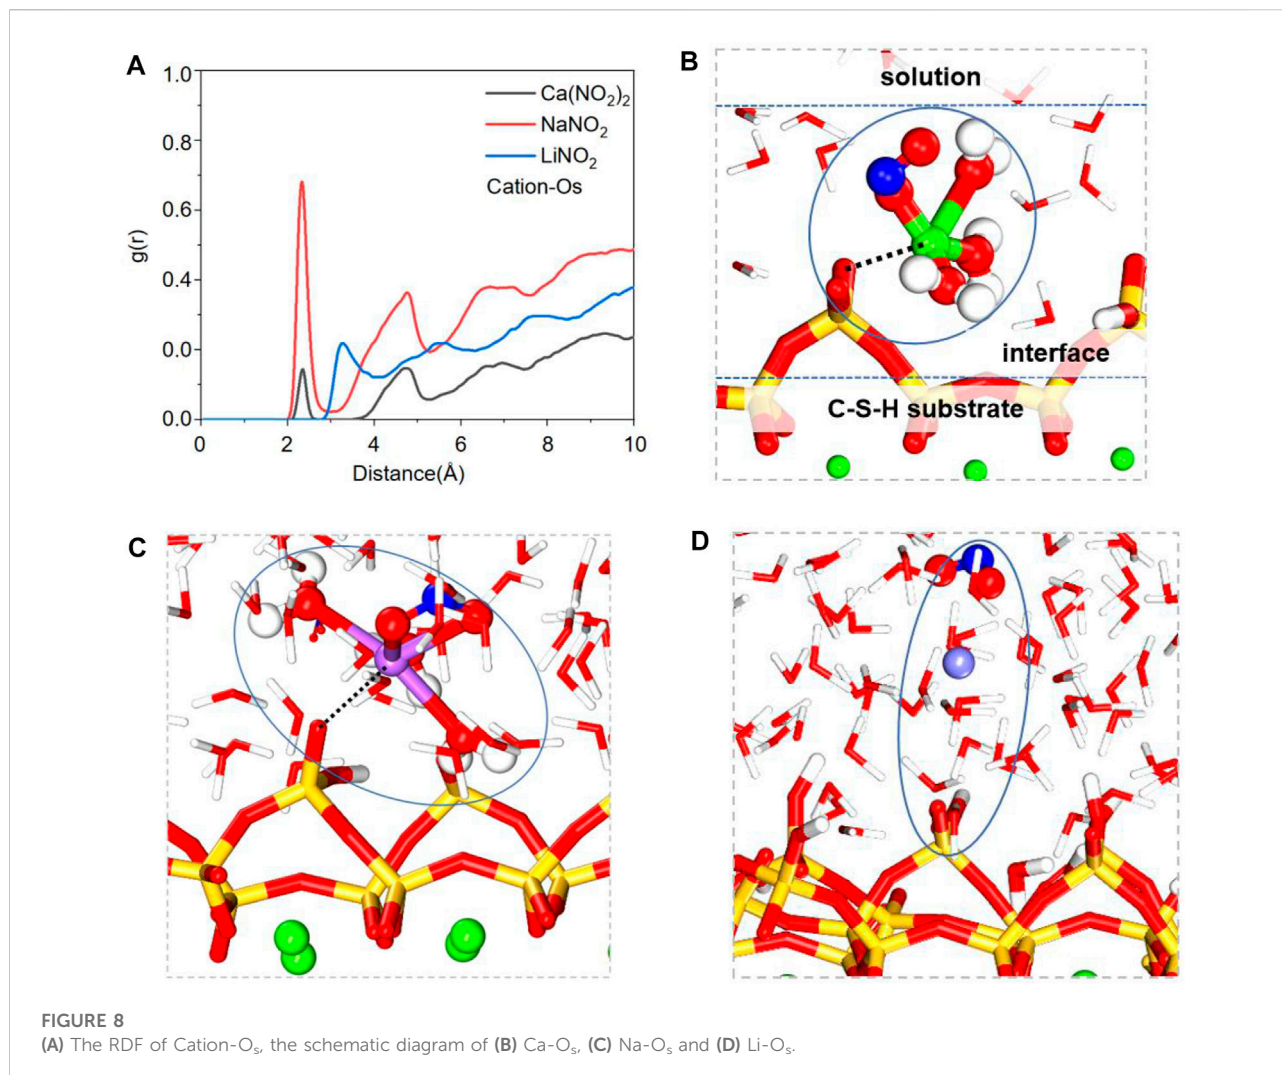 A
1.0
0.8
0.6
0.4
0.0
0.0
g(r)
0
2
4
6
8
10
Distance(Å)
Ca(NO₂)₂
NaNO₂
LiNO₂
Cation-Os
B
solution
interface
C-S-H substrate
C
D
FIGURE 8
(A) The RDF of Cation-Oₛ, the schematic diagram of (B) Ca-Oₛ, (C) Na-Oₛ and (D) Li-Oₛ.